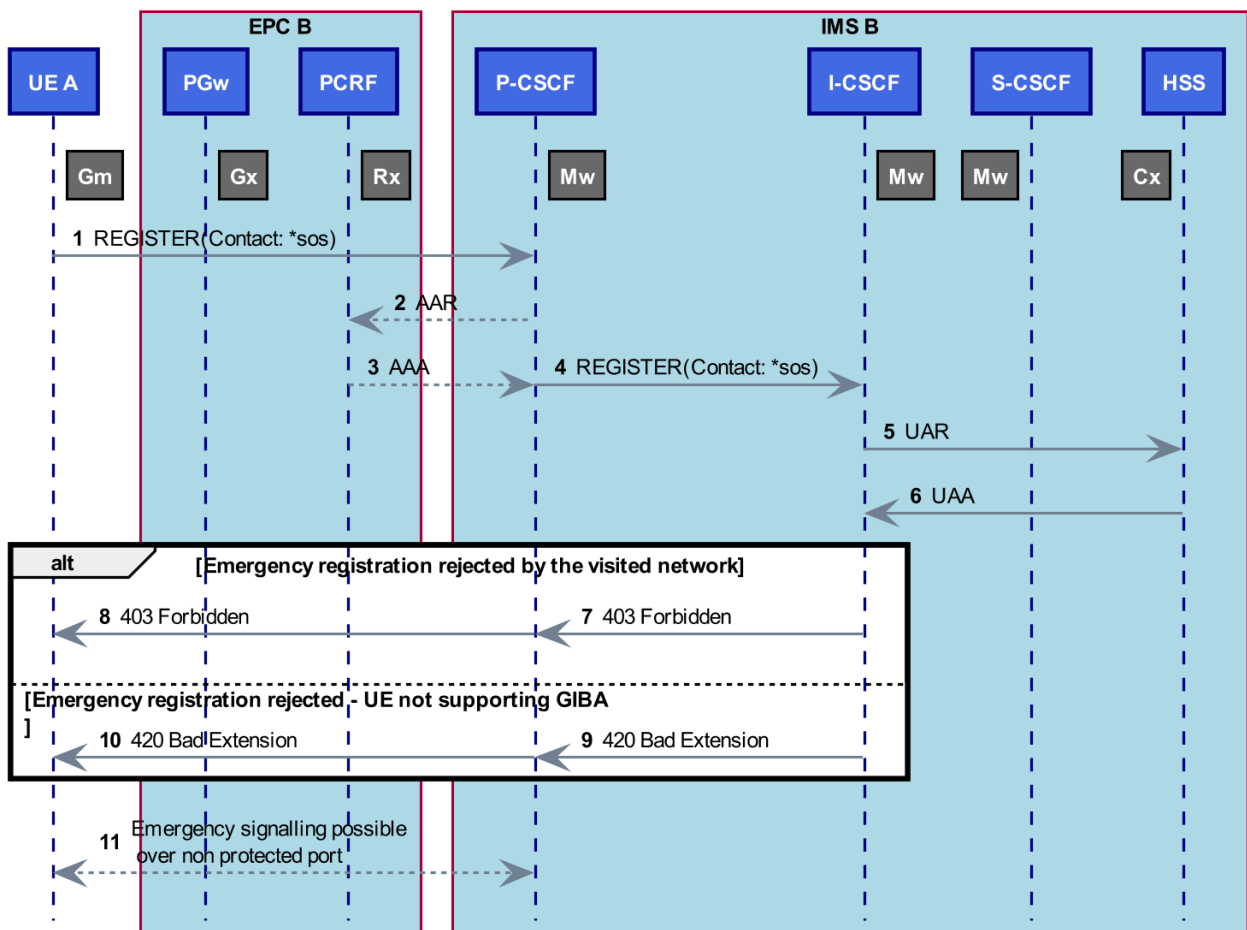 EPC B
IMS B
UE A
PGw
PCRF
P-CSCF
I-CSCF
S-CSCF
HSS
Gm
Gx
Rx
Mw
Mw
Mw
Cx
1 REGISTER(Contact: *sos)
2 AAR
3 AAA
4 REGISTER(Contact: *sos)
5 UAR
6 UAA
alt
[Emergency registration rejected by the visited network]
8 403 Forbidden
7 403 Forbidden
[Emergency registration rejected - UE not supporting GIBA
]
10 420 Bad Extension
9 420 Bad Extension
11 Emergency signalling possible
over non protected port